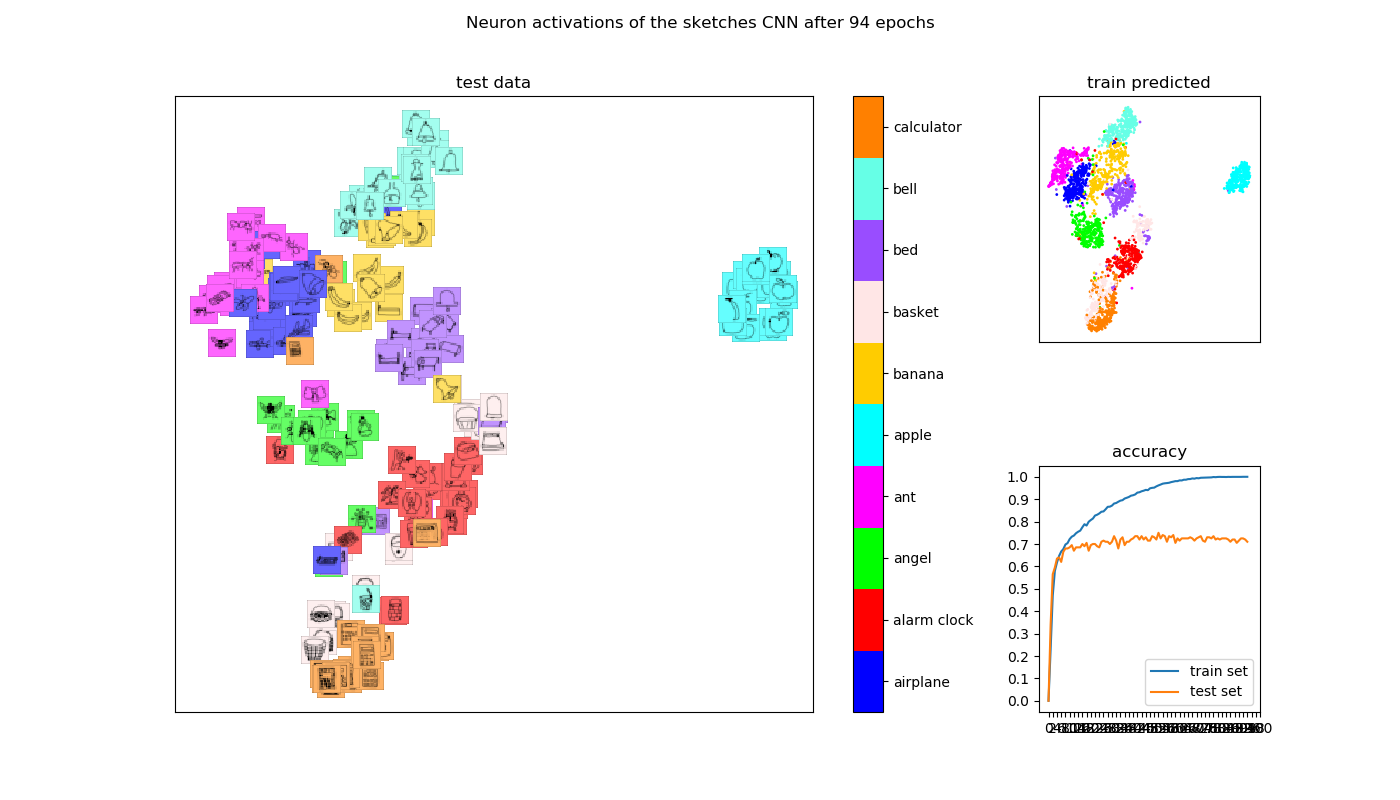 Neuron activations of the sketches CNN after 94 epochs
test data
calculator
bell
bed
basket
banana
apple
ant
angel
alarm clock
airplane
train predicted
accuracy
1.0
0.9
0.8
0.7
0.6
0.5
0.4
0.3
0.2
0.1
0.0
train set
test set